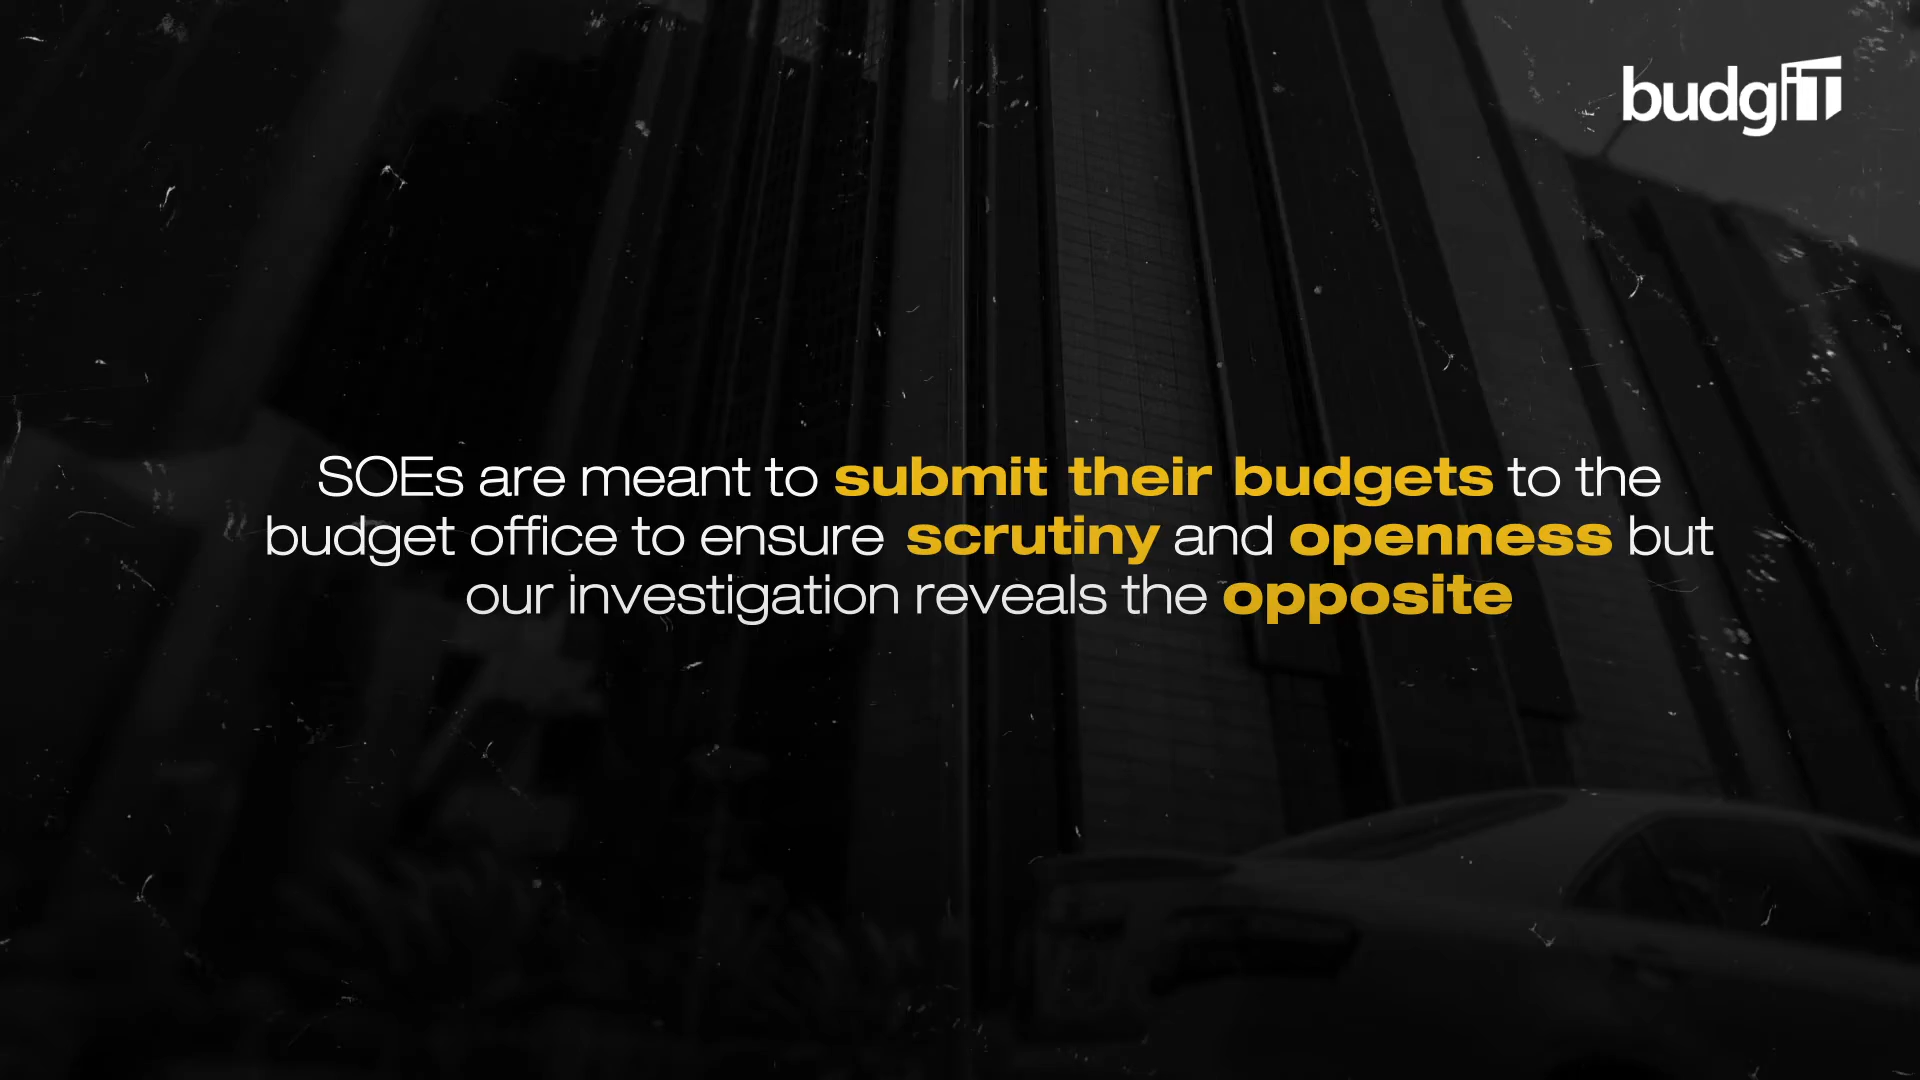 budgIT
SOEs are meant to submit their budgets to the
budget office to ensure scrutiny and openness but
our investigation reveals the opposite